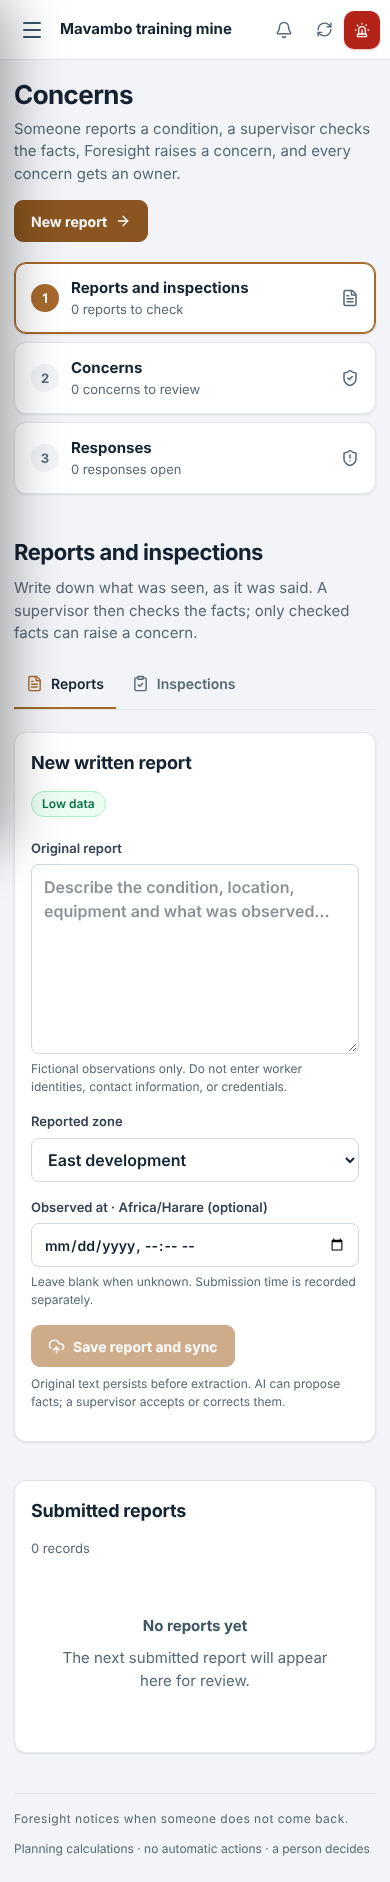 Mavambo training mine
Concerns
Someone reports a condition, a supervisor checks
the facts, Foresight raises a concern, and every
concern gets an owner.
New report
1
Reports and inspections
0 reports to check
2
Concerns
0 concerns to review
3
Responses
0 responses open
Reports and inspections
Write down what was seen, as it was said. A
supervisor then checks the facts; only checked
facts can raise a concern.
Reports
Inspections
New written report
Low data
Original report
Describe the condition, location,
equipment and what was observed...
Fictional observations only. Do not enter worker
identities, contact information, or credentials.
Reported zone
East development
Observed at · Africa/Harare (optional)
mm/dd/yyyy, --:-- --
Leave blank when unknown. Submission time is recorded
separately.
Save report and sync
Original text persists before extraction. AI can propose
facts; a supervisor accepts or corrects them.
Submitted reports
0 records
No reports yet
The next submitted report will appear
here for review.
Foresight notices when someone does not come back.
Planning calculations · no automatic actions · a person decides